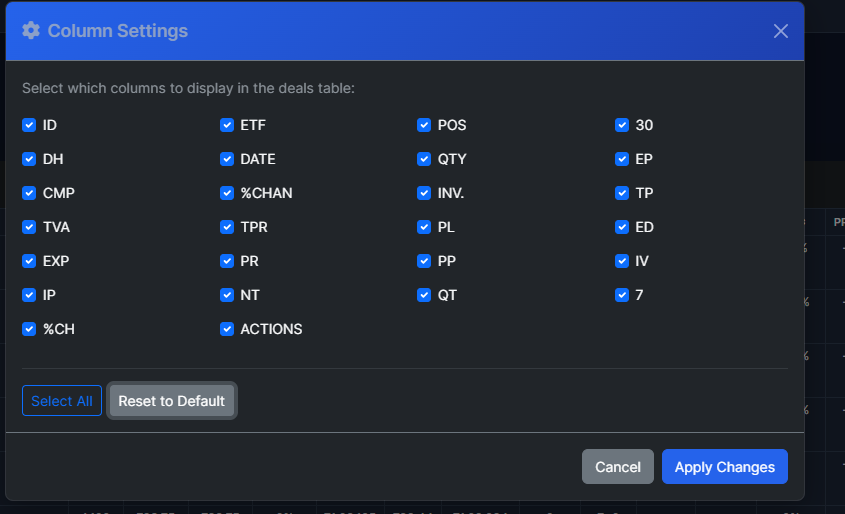 Column Settings
Select which columns to display in the deals table:
ID ETF POS 30
DH DATE QTY EP
CMP %CHAN INV. TP
TVA TPR PL ED
EXP PR PP IV
IP NT QT 7
%CH ACTIONS
Select All Reset to Default
Cancel Apply Changes